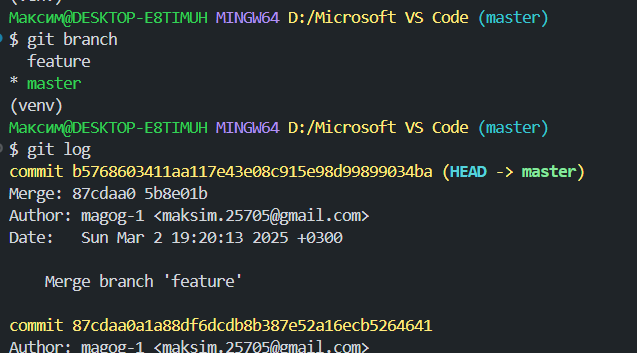 (venv)
Максим@DESKTOP-E8TIMUH MINGW64 D:/Microsoft VS Code (master)
$ git branch
  feature
* master
(venv)
Максим@DESKTOP-E8TIMUH MINGW64 D:/Microsoft VS Code (master)
$ git log
commit b5768603411aa117e43e08c915e98d99899034ba (HEAD -> master)
Merge: 87cdaa0 5b8e01b
Author: magog-1 <maksim.25705@gmail.com>
Date:   Sun Mar 2 19:20:13 2025 +0300

    Merge branch 'feature'

commit 87cdaa0a1a88df6dcdb8b387e52a16ecb5264641
Author: magog-1 <maksim.25705@gmail.com>